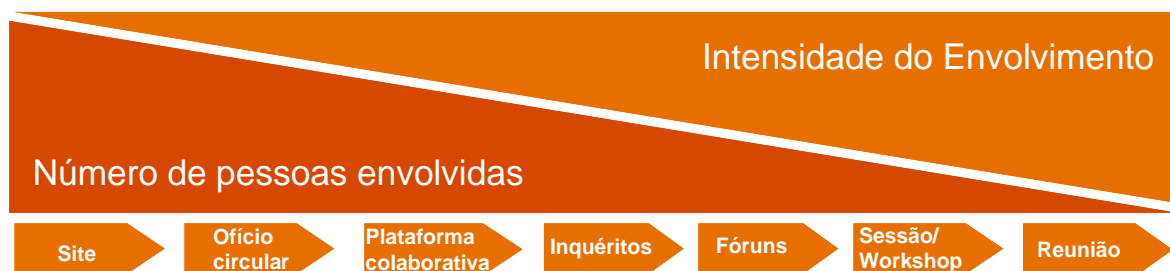 Intensidade do Envolvimento
Número de pessoas envolvidas
Site
Ofício
circular
Plataforma
colaborativa
Inquéritos
Fóruns
Sessão/
Workshop
Reunião